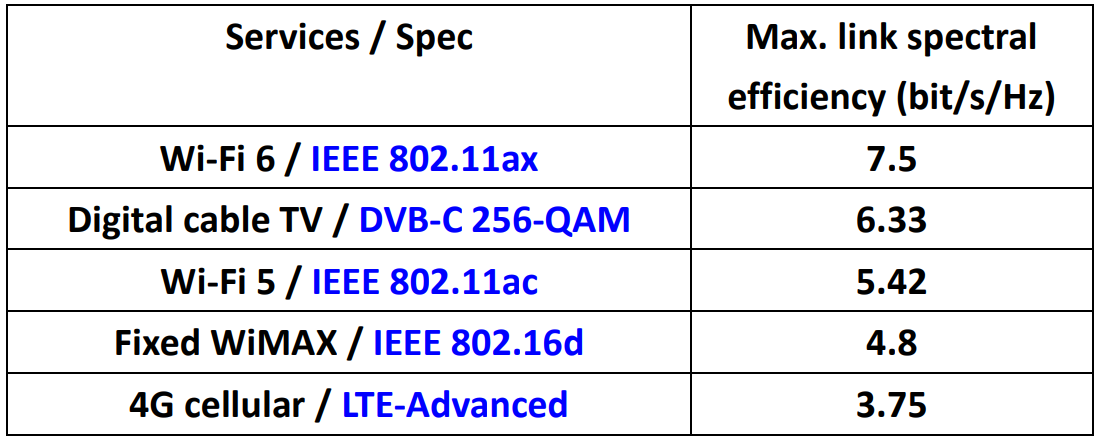 Services / Spec
Max. link spectral
efficiency (bit/s/Hz)
Wi-Fi 6 / IEEE 802.11ax
7.5
Digital cable TV / DVB-C 256-QAM
6.33
Wi-Fi 5 / IEEE 802.11ac
5.42
Fixed WiMAX / IEEE 802.16d
4.8
4G cellular / LTE-Advanced
3.75